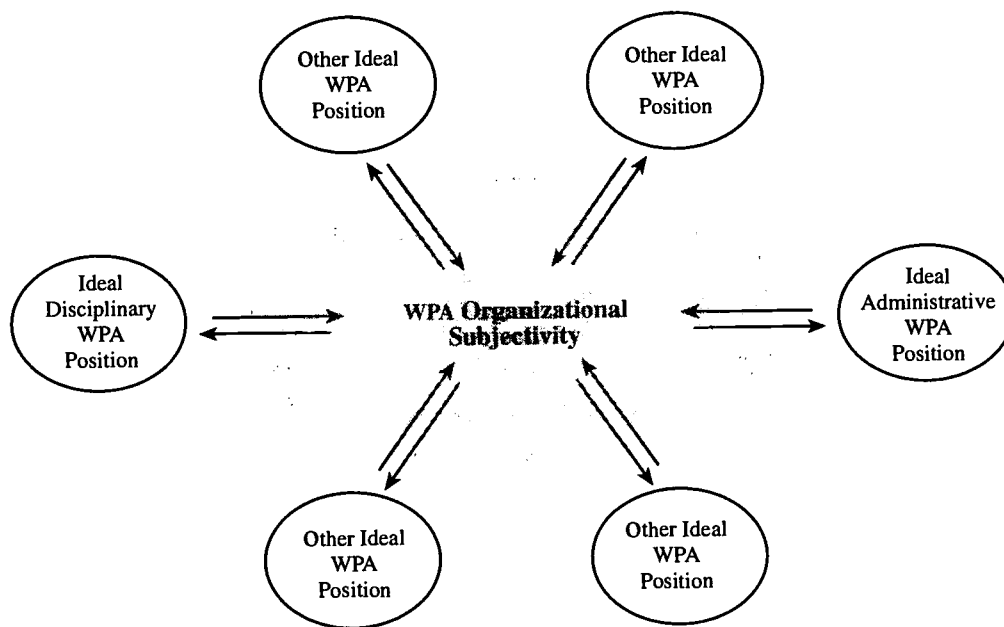 Other Ideal
WPA
Position
Other Ideal
WPA
Position
Ideal
Disciplinary
WPA
Position
WPA Organizational
Subjectivity
Ideal
Administrative
WPA
Position
Other Ideal
WPA
Position
Other Ideal
WPA
Position